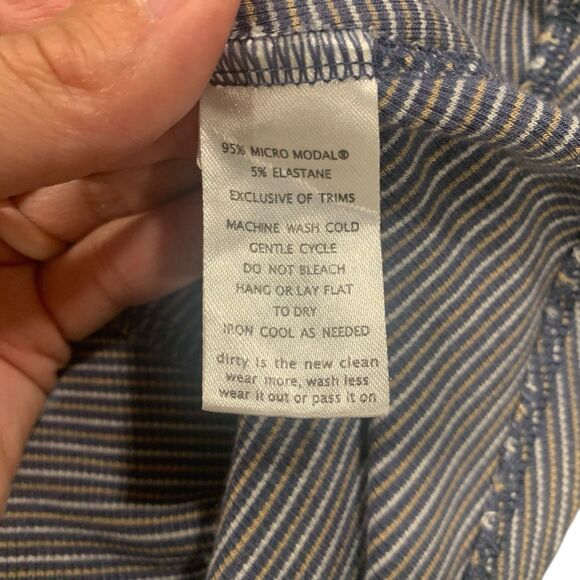 95% MICRO MODAL®
5% ELASTANE
EXCLUSIVE OF TRIMS
MACHINE WASH COLD
GENTLE CYCLE
DO NOT BLEACH
HANG OR LAY FLAT
TO DRY
IRON COOL AS NEEDED
dirty is the new clean
wear more, wash less
wear it out or pass it on